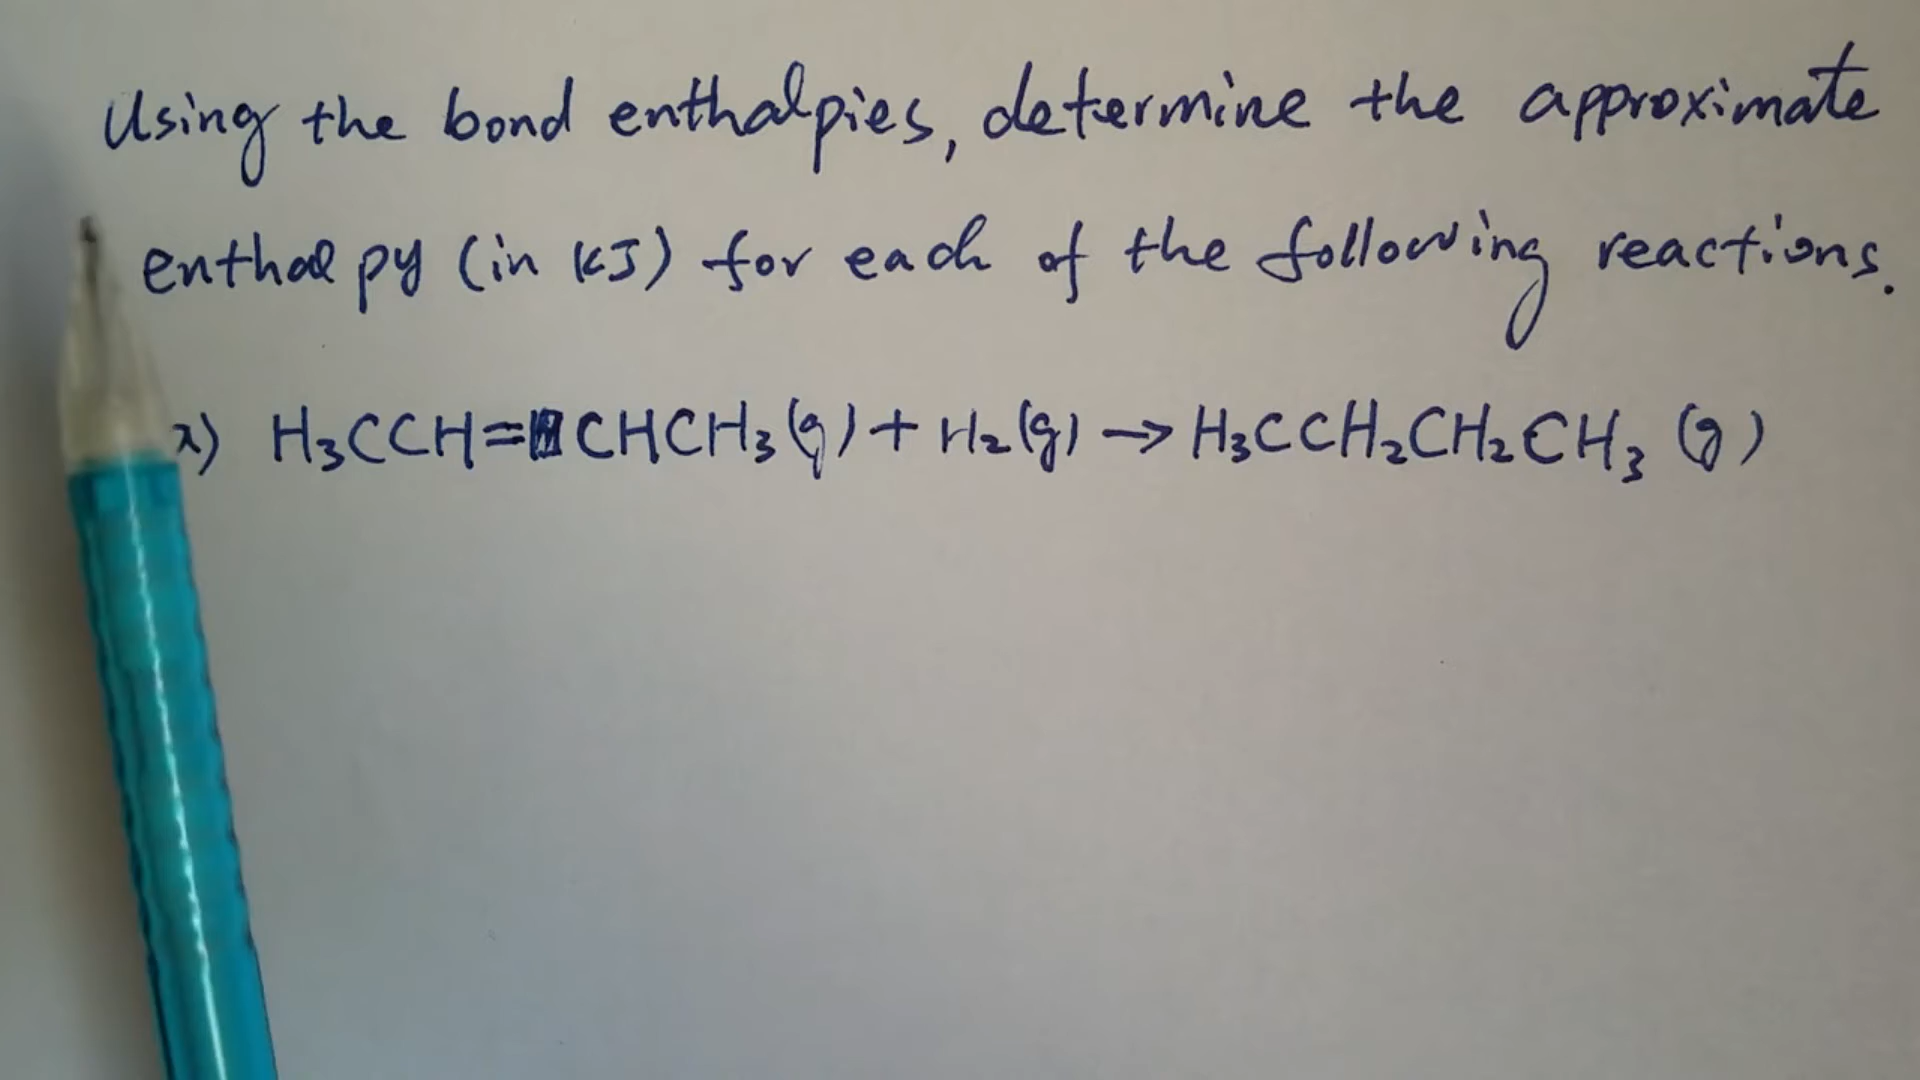 Using the bond enthalpies, determine the approximate
enthalpy (in kJ) for each of the following reactions.
a) H₃CCH=CHCH₃(g) + H₂(g) → H₃CCH₂CH₂CH₃ (g)